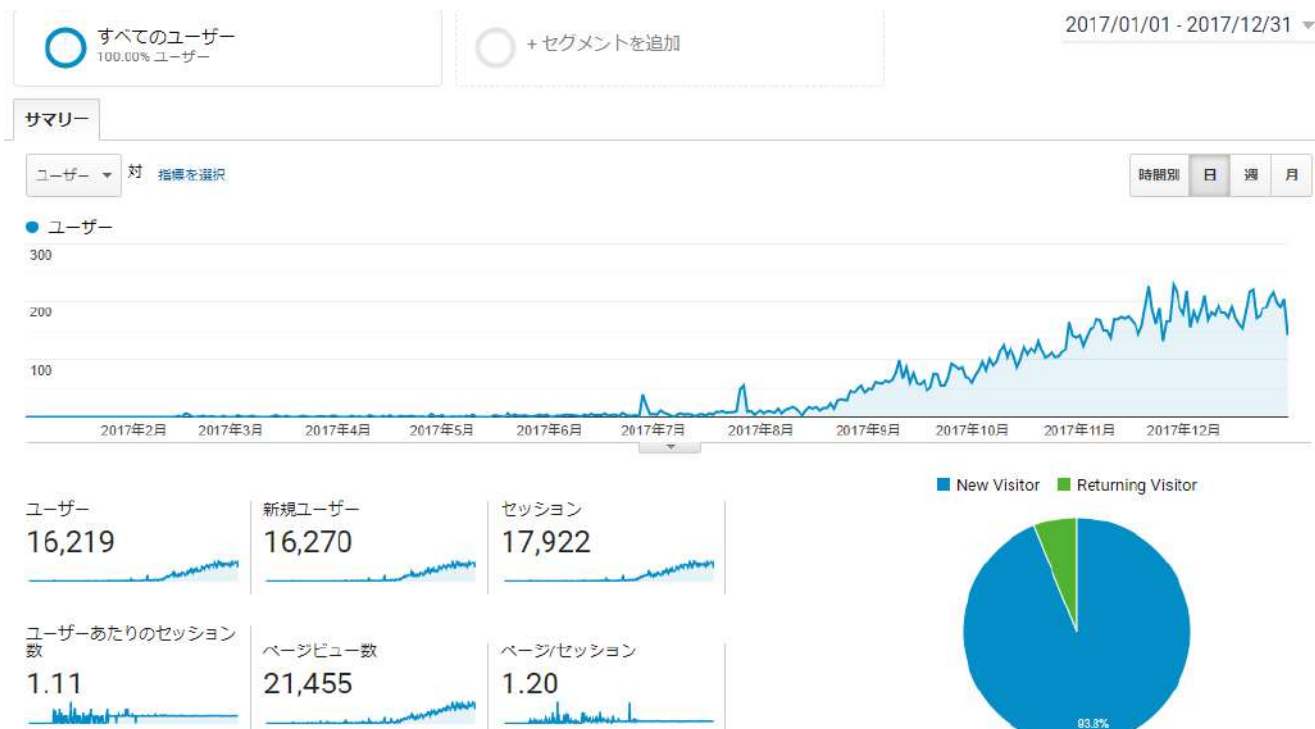 すべてのユーザー
100.00% ユーザー
+ セグメントを追加
2017/01/01 - 2017/12/31
サマリー
ユーザー 対 指標を選択
時間別 日 週 月
ユーザー
300
200
100
2017年2月 2017年3月 2017年4月 2017年5月 2017年6月 2017年7月 2017年8月 2017年9月 2017年10月 2017年11月 2017年12月
New Visitor Returning Visitor
ユーザー 新規ユーザー セッション
16,219 16,270 17,922
ユーザーあたりのセッション
数
ページビュー数 ページ/セッション
1.11 21,455 1.20
93.8%